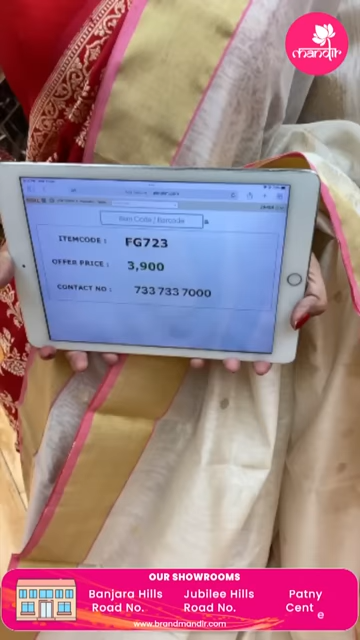 mandir
Item Code / Barcode
ITEMCODE : FG723
OFFER PRICE : 3,900
CONTACT NO : 733 733 7000
OUR SHOWROOMS
Banjara Hills Jubilee Hills Patny
Road No. Road No. Cent e
www.brandmandir.com